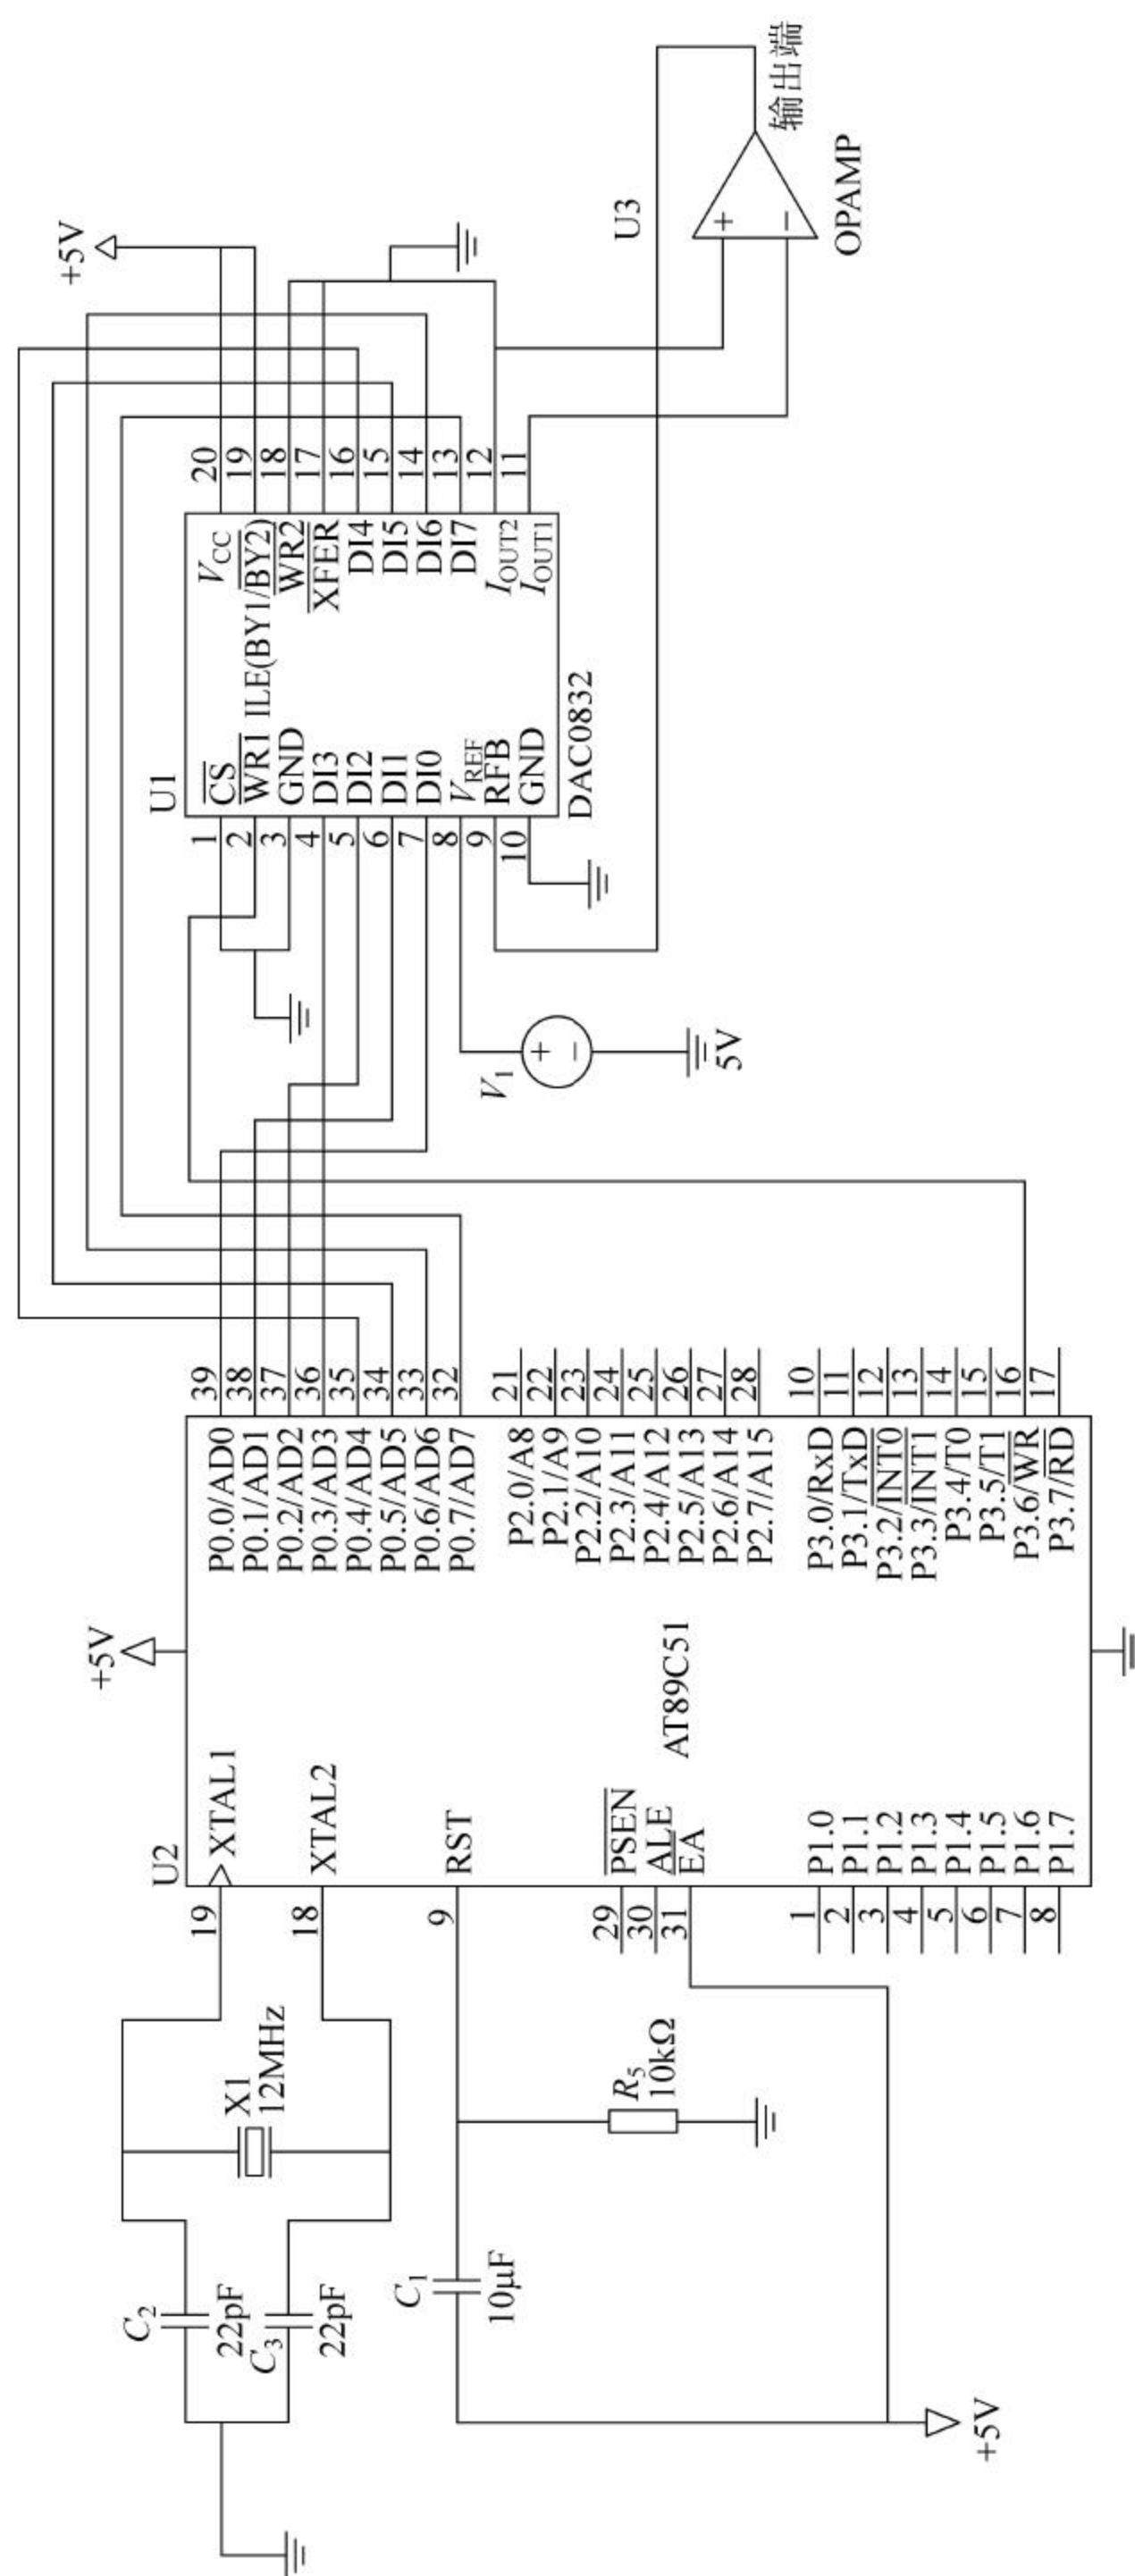 C2
22pF
C3
22pF
X1
12MHz
C1
10μF
R5
10kΩ
+5V
U2
+5V
19
XTAL1
18
XTAL2
9
RST
29
PSEN
30
ALE
31
EA
1
P1.0
2
P1.1
3
P1.2
4
P1.3
5
P1.4
6
P1.5
7
P1.6
8
P1.7
AT89C51
P0.0/AD0
39
P0.1/AD1
38
P0.2/AD2
37
P0.3/AD3
36
P0.4/AD4
35
P0.5/AD5
34
P0.6/AD6
33
P0.7/AD7
32
P2.0/A8
21
P2.1/A9
22
P2.2/A10
23
P2.3/A11
24
P2.4/A12
25
P2.5/A13
26
P2.6/A14
27
P2.7/A15
28
P3.0/RxD
10
P3.1/TxD
11
P3.2/INT0
12
P3.3/INT1
13
P3.4/T0
14
P3.5/T1
15
P3.6/WR
16
P3.7/RD
17
V1
5V
U1
1
CS
2
WR1
3
GND
4
DI3
5
DI2
6
DI1
7
DI0
8
VREF
9
RFB
10
GND
DAC0832
VCC
20
ILE(BY1/BY2)
19
WR2
18
XFER
17
DI4
16
DI5
15
DI6
14
DI7
13
IOUT2
12
IOUT1
11
+5V
U3
OPAMP
输出端